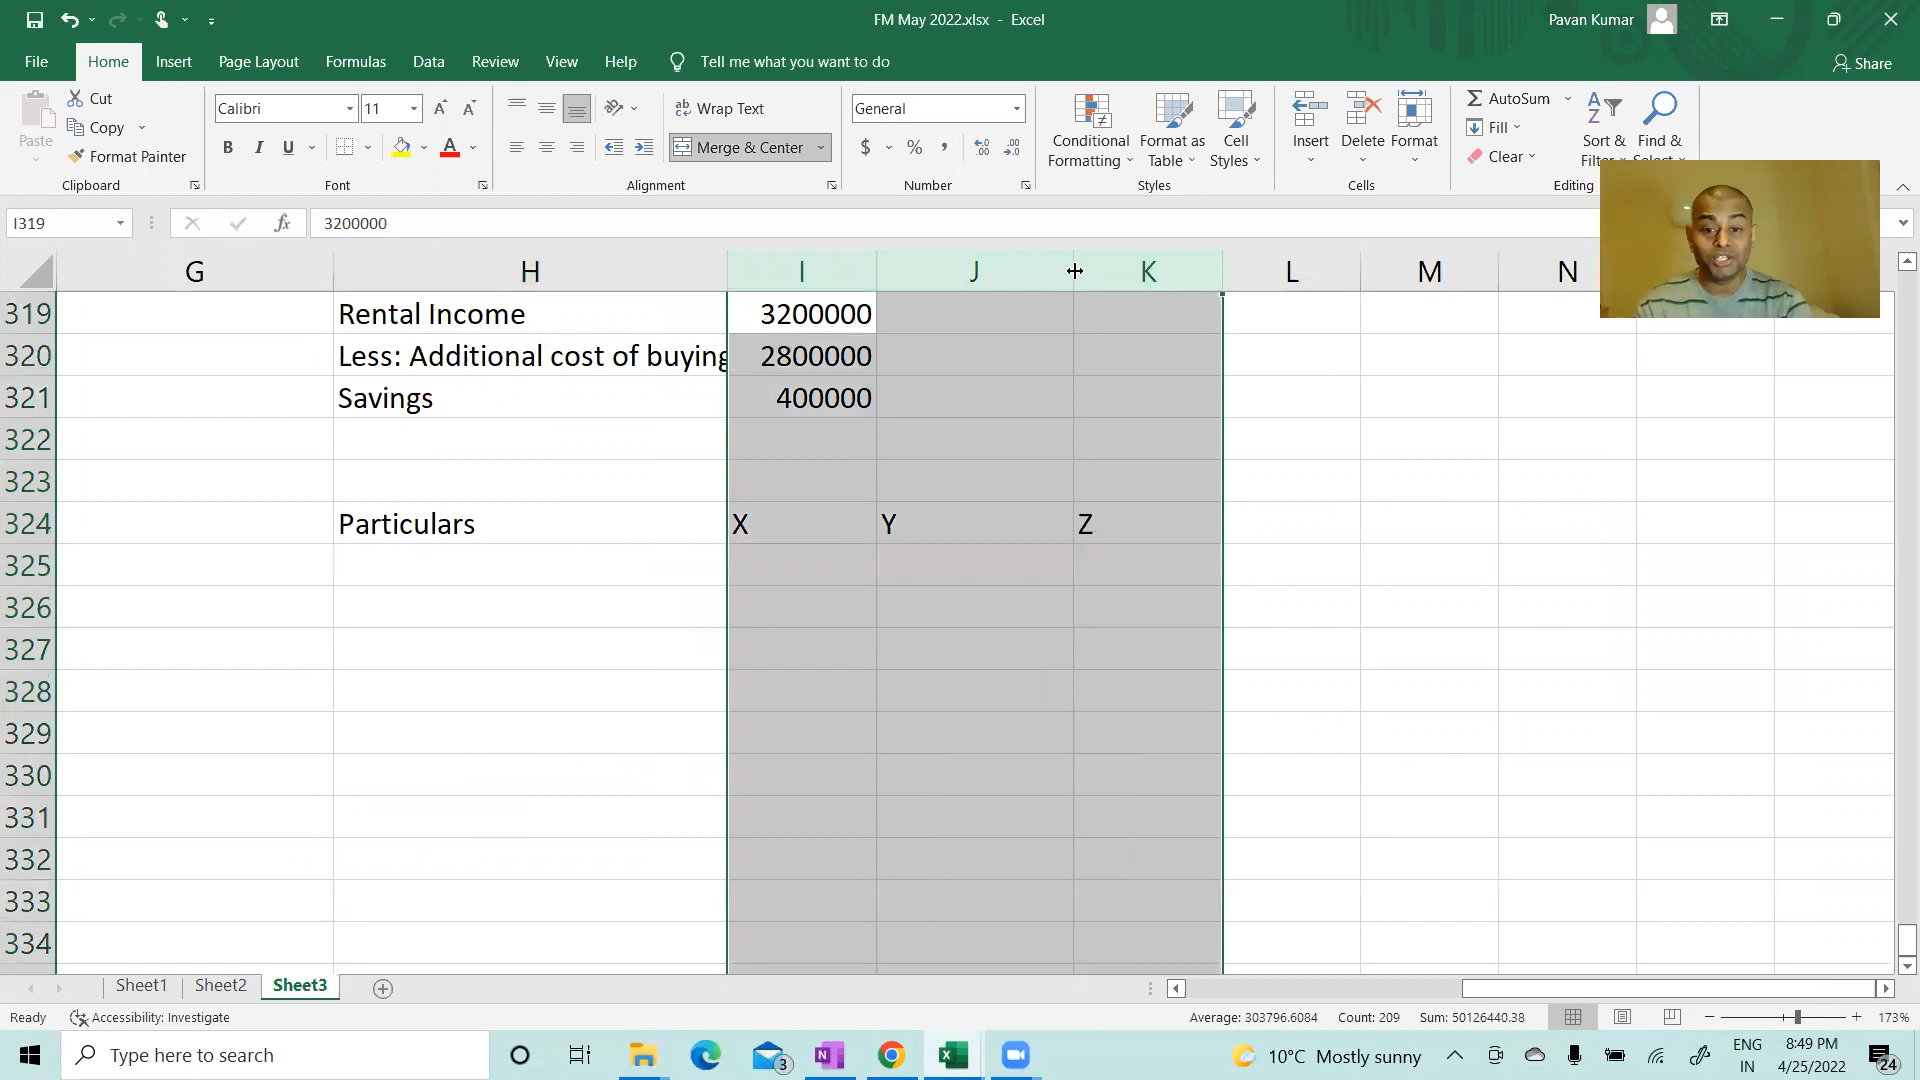 FM May 2022.xlsx - Excel
Pavan Kumar
File Home Insert Page Layout Formulas Data Review View Help Tell me what you want to do
Share
Paste
Cut
Copy
Format Painter
Clipboard
Calibri 11
B I U
Font
Wrap Text
Merge & Center
Alignment
General
$ % ,
Number
Conditional Formatting
Format as Table
Cell Styles
Styles
Insert Delete Format
Cells
AutoSum
Fill
Clear
Sort &
Find &
Editing
I319
fx
3200000
G H I J K L M N
319 Rental Income 3200000
320 Less: Additional cost of buying 2800000
321 Savings 400000
322
323
324 Particulars X Y Z
325
326
327
328
329
330
331
332
333
334
Sheet1 Sheet2 Sheet3
Ready Accessibility: Investigate Average: 303796.6084 Count: 209 Sum: 50126440.38 173%
Type here to search
3
10°C Mostly sunny
ENG
IN
8:49 PM
4/25/2022
24